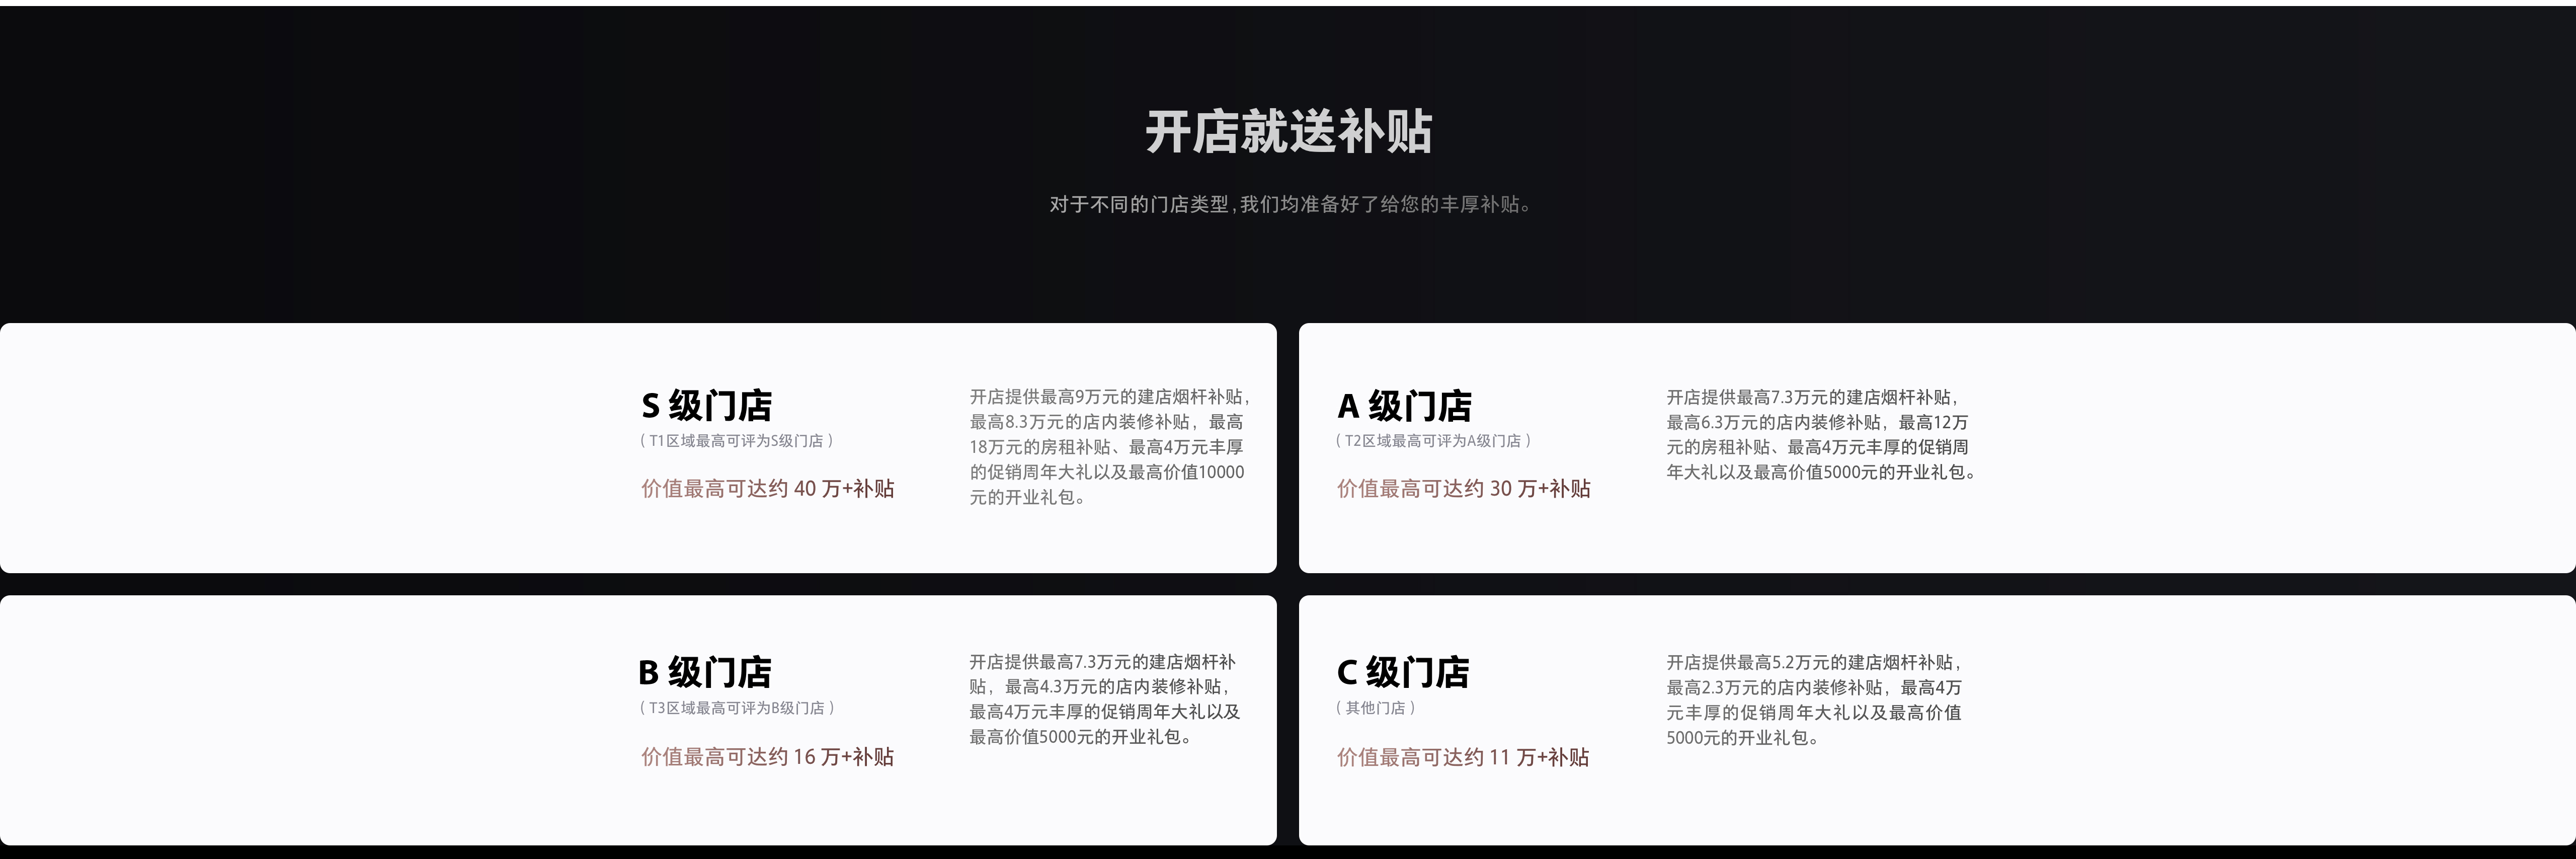 开店就送补贴
对于不同的门店类型,我们均准备好了给您的丰厚补贴。
S 级门店
（T1区域最高可评为S级门店）
价值最高可达约 40 万+补贴
开店提供最高9万元的建店烟杆补贴，
最高8.3万元的店内装修补贴，最高
18万元的房租补贴、最高4万元丰厚
的促销周年大礼以及最高价值10000
元的开业礼包。
A 级门店
（T2区域最高可评为A级门店）
价值最高可达约 30 万+补贴
开店提供最高7.3万元的建店烟杆补贴，
最高6.3万元的店内装修补贴，最高12万
元的房租补贴、最高4万元丰厚的促销周
年大礼以及最高价值5000元的开业礼包。
B 级门店
（T3区域最高可评为B级门店）
价值最高可达约 16 万+补贴
开店提供最高7.3万元的建店烟杆补
贴，最高4.3万元的店内装修补贴，
最高4万元丰厚的促销周年大礼以及
最高价值5000元的开业礼包。
C 级门店
（其他门店）
价值最高可达约 11 万+补贴
开店提供最高5.2万元的建店烟杆补贴，
最高2.3万元的店内装修补贴，最高4万
元丰厚的促销周年大礼以及最高价值
5000元的开业礼包。